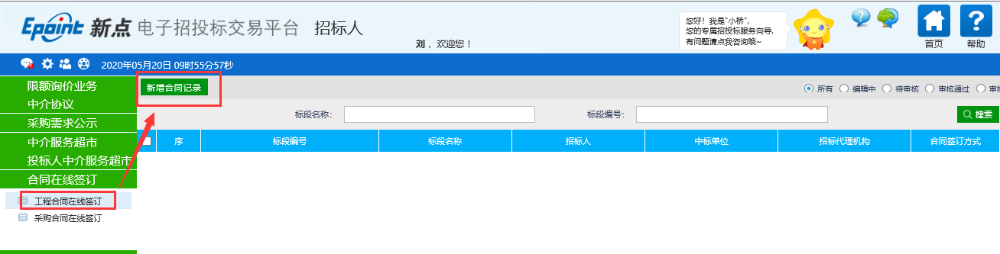 Epoint 新点 电子招投标交易平台 招标人
刘 ，欢迎您！
您好！我是"小桥",
您的专属招投标服务向导,
有问题请点我咨询哦~
首页
帮助
2020年05月20日 09时55分57秒
限额询价业务
中介协议
采购需求公示
中介服务超市
投标人中介服务超市
合同在线签订
工程合同在线签订
采购合同在线签订
新增合同记录
所有 编辑中 待审核 审核通过 审
标段名称： 标段编号： 搜索
序 标段编号 标段名称 招标人 中标单位 招标代理机构 合同签订方式